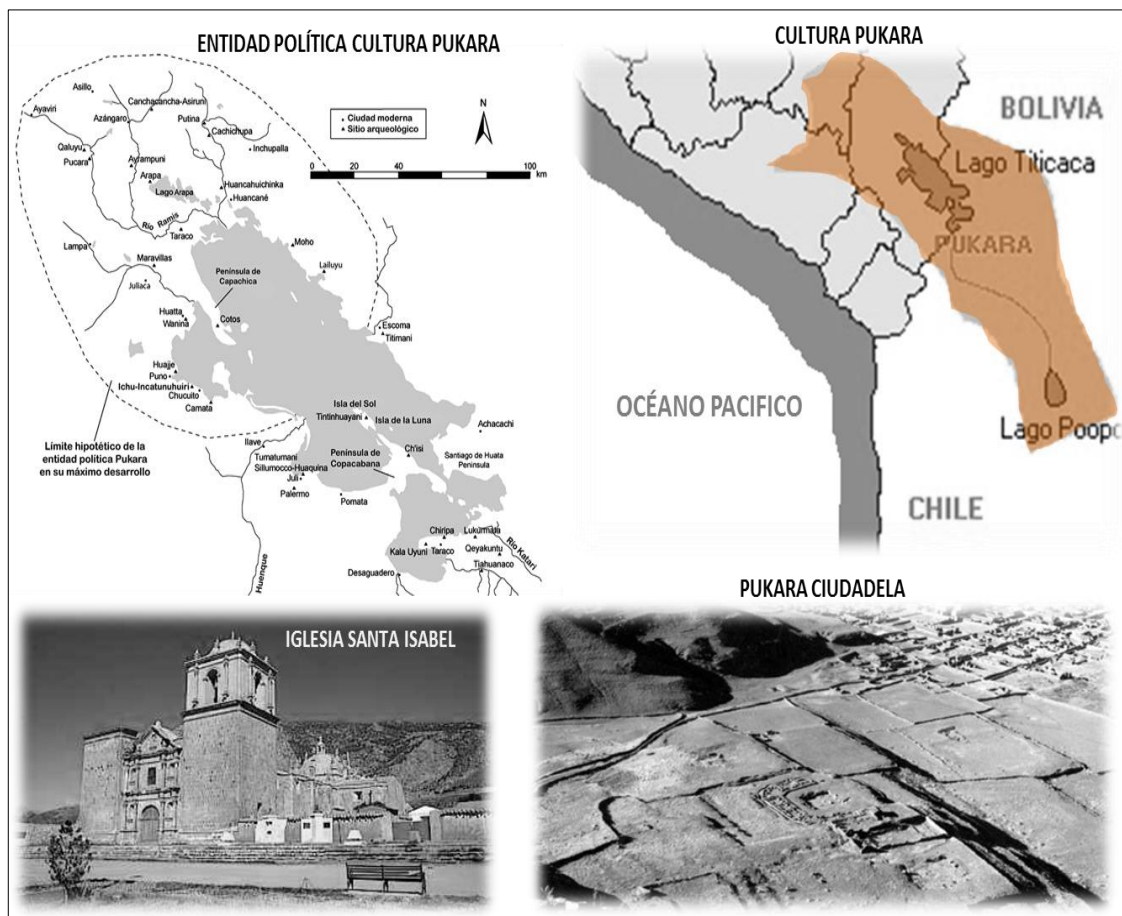 ENTIDAD POLÍTICA CULTURA PUKARA
Asillo
Ayaviri
Canchacancha-Asiruni
Azángaro
Putina
Cachichupa
Inchupalla
Qaluyu
Pucara
Ayrampuni
Arapa
Lago Arapa
Huancahuichinka
Huancané
Río Ramis
Taraco
Lampa
Moho
Maravillas
Lailuyu
Juliaca
Península de
Capachica
Huatta
Wanina
Cotos
Escoma
Titimani
Huajje
Puno
Ichu-Incatunuhuiri
Chucuito
Camata
Isla del Sol
Tintinhuayani
Isla de la Luna
Achacachi
Límite hipotético de la
entidad política Pukara
en su máximo desarrollo
Ilave
Tumatumani
Sillumocco-Huaquina
Juli
Palermo
Pomata
Península de
Copacabana
Ch'isi
Santiago de Huata
Península
Chiripa
Lukurmata
Kala Uyuni
Taraco
Qeyakuntu
Tiahuanaco
Río Katari
Desaguadero
Huenque
N
Ciudad moderna
Sitio arqueológico
0
20
40
60
100
km
CULTURA PUKARA
BOLIVIA
Lago Titicaca
PUKARA
OCÉANO PACIFICO
Lago Poopo
CHILE
IGLESIA SANTA ISABEL
PUKARA CIUDADELA